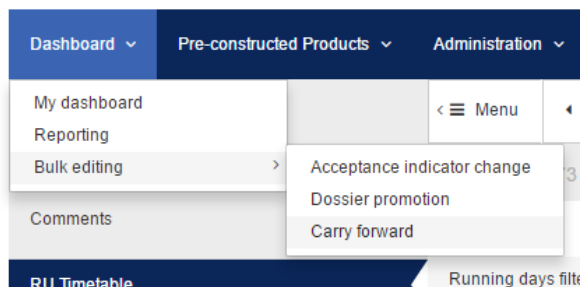 Dashboard Pre-constructed Products Administration
My dashboard
Reporting
Bulk editing
Menu
Acceptance indicator change
Dossier promotion
Carry forward
Comments
RU Timetable
Running days filte